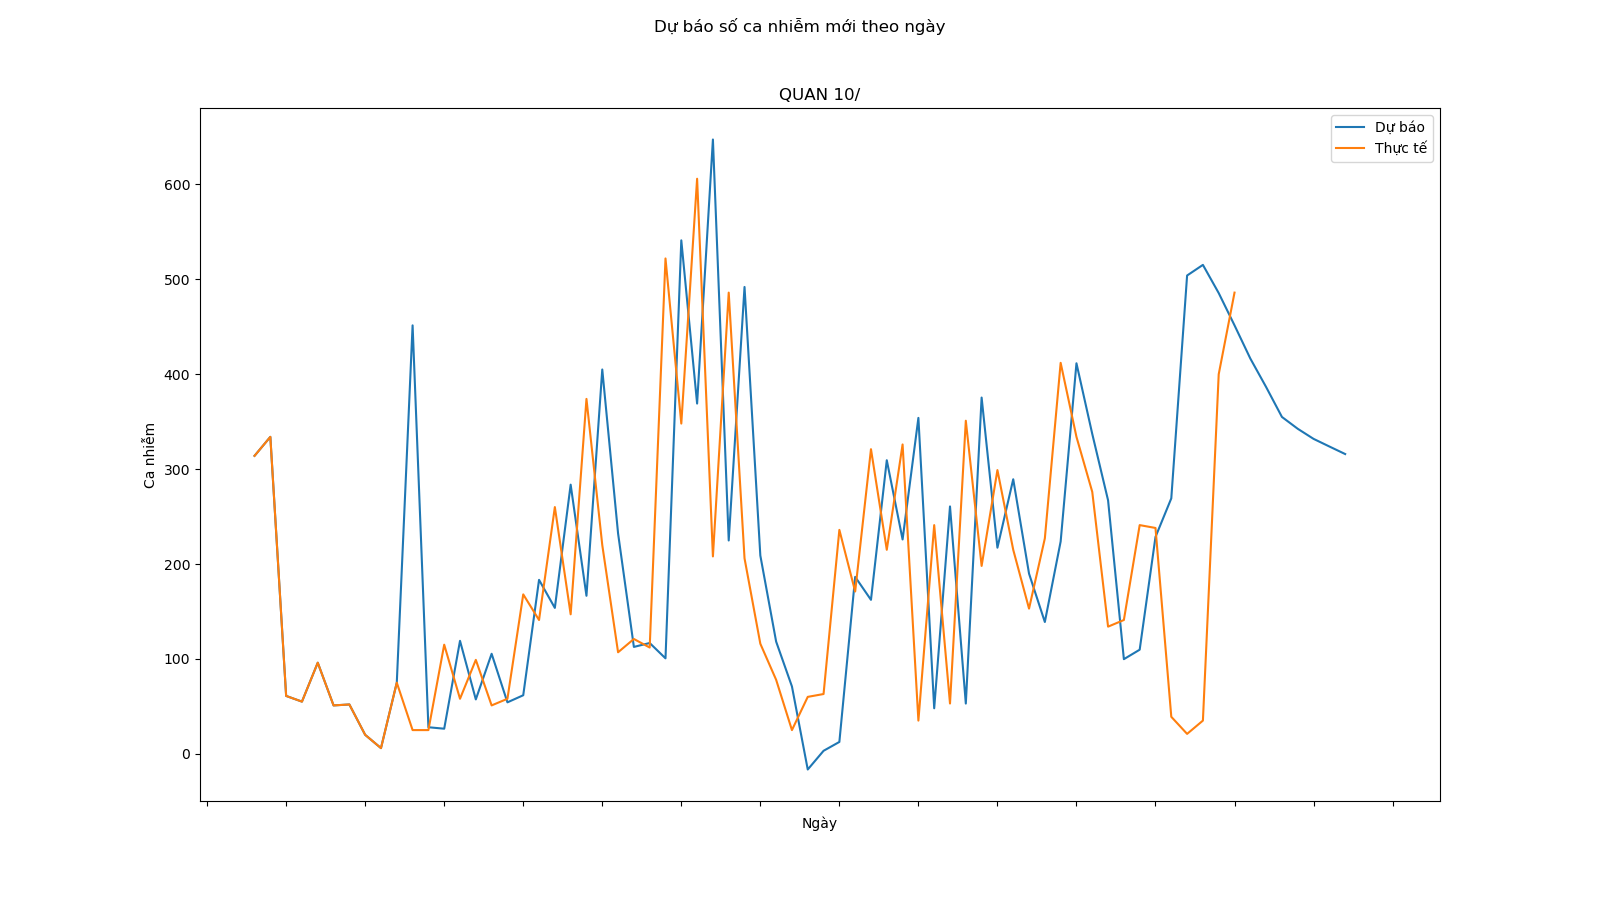 Dự báo số ca nhiễm mới theo ngày
QUAN 10/
Dự báo
Thực tế
600
500
400
300
200
100
0
Ca nhiễm
Ngày